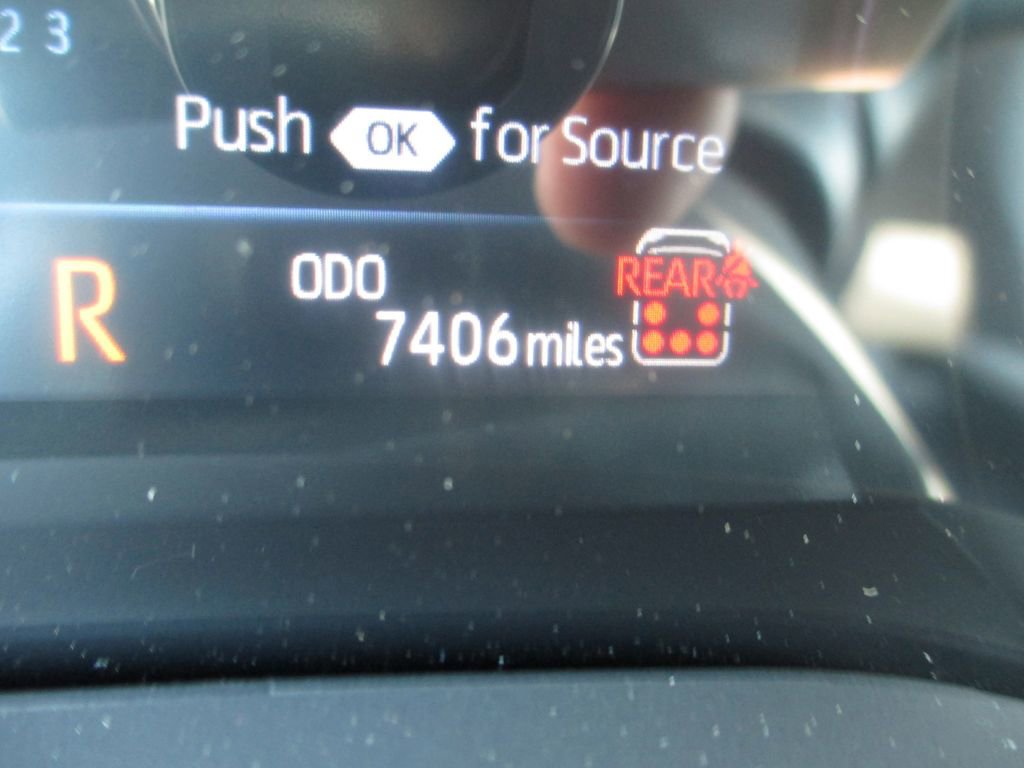 2 3
Push OK for Source
R
ODO
7406 miles
REAR